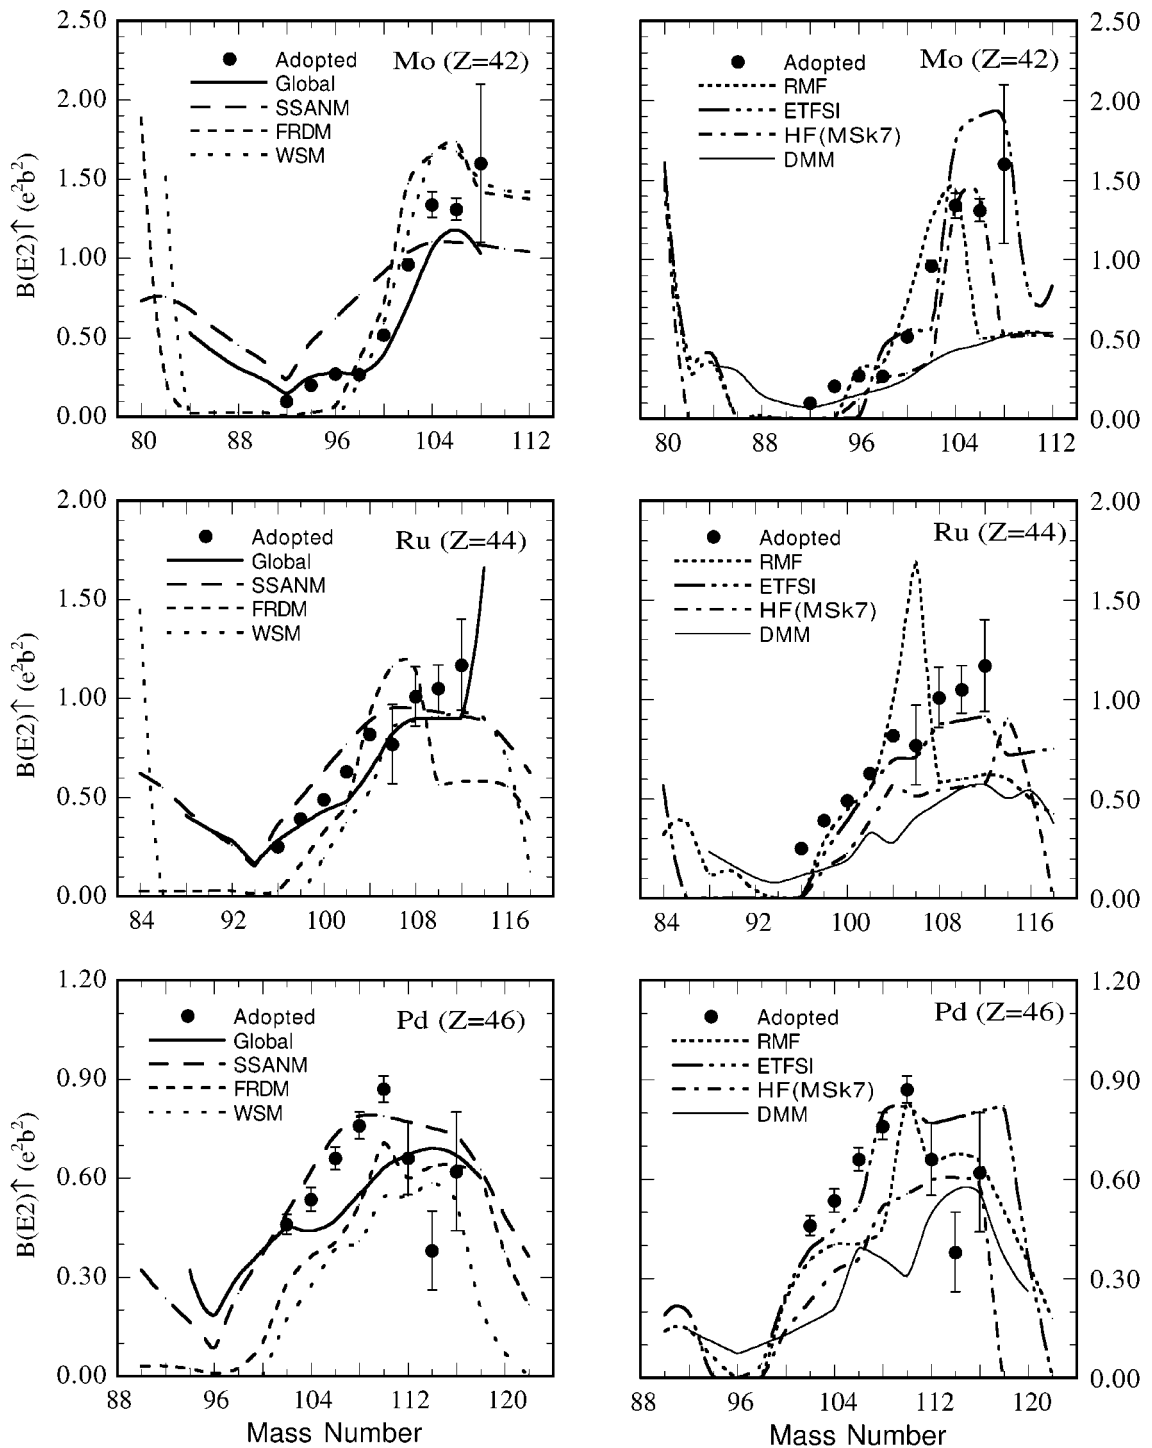 2.50
2.00
1.50
1.00
0.50
0.00
B(E2)↑ (e²b²)
Mo (Z=42)
Adopted
Global
SSANM
FRDM
WSM
80 88 96 104 112
Mo (Z=42)
Adopted
RMF
ETFSI
HF(MSk7)
DMM
2.50
2.00
1.50
1.00
0.50
0.00
80 88 96 104 112
2.00
1.50
1.00
0.50
0.00
B(E2)↑ (e²b²)
Ru (Z=44)
Adopted
Global
SSANM
FRDM
WSM
84 92 100 108 116
Ru (Z=44)
Adopted
RMF
ETFSI
HF(MSk7)
DMM
2.00
1.50
1.00
0.50
0.00
84 92 100 108 116
1.20
0.90
0.60
0.30
0.00
B(E2)↑ (e²b²)
Pd (Z=46)
Adopted
Global
SSANM
FRDM
WSM
88 96 104 112 120
Mass Number
Pd (Z=46)
Adopted
RMF
ETFSI
HF(MSk7)
DMM
1.20
0.90
0.60
0.30
0.00
88 96 104 112 120
Mass Number